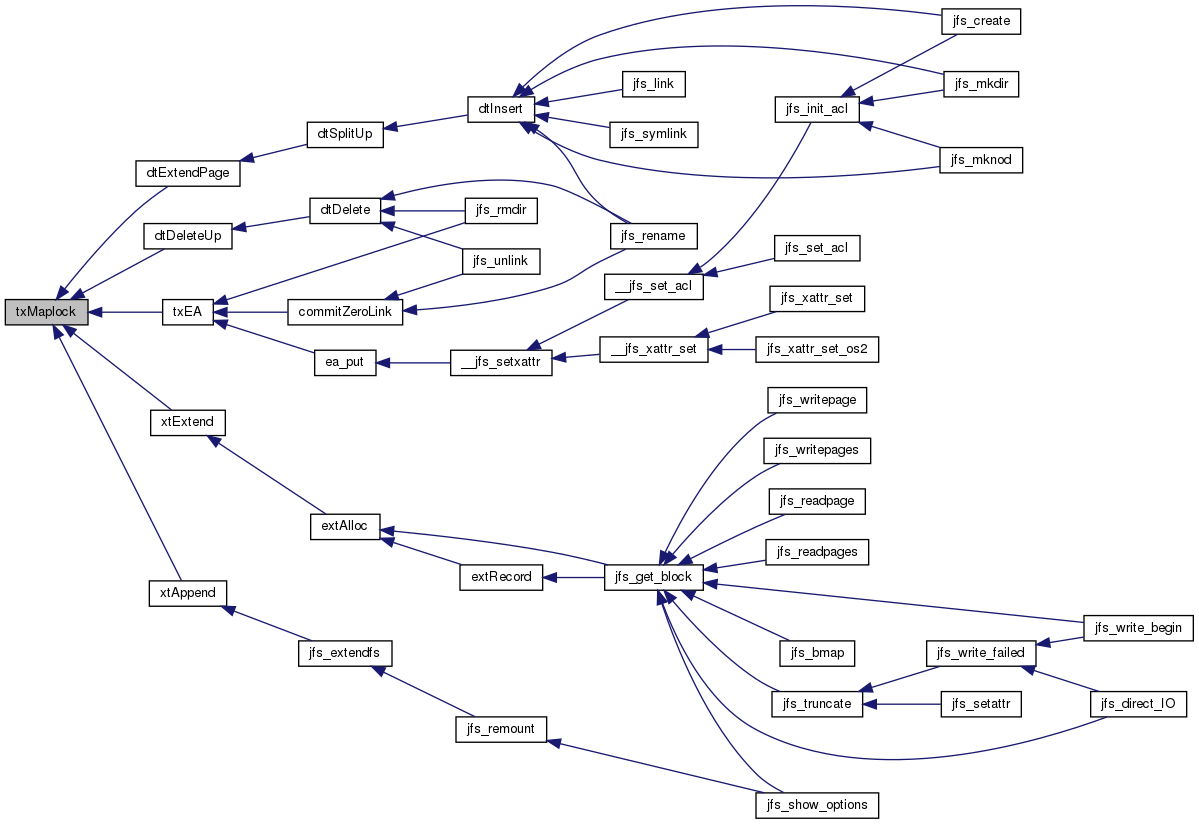 jfs_create
jfs_link
jfs_mkdir
dtInsert
jfs_init_acl
dtSplitUp
jfs_symlink
jfs_mknod
dtExtendPage
dtDelete
jfs_rmdir
dtDeleteUp
jfs_rename
jfs_set_acl
jfs_unlink
__jfs_set_acl
jfs_xattr_set
txMaplock
txEA
commitZeroLink
__jfs_xattr_set
jfs_xattr_set_os2
ea_put
__jfs_setxattr
jfs_writepage
xtExtend
jfs_writepages
jfs_readpage
extAlloc
jfs_readpages
extRecord
jfs_get_block
xtAppend
jfs_write_begin
jfs_extendfs
jfs_bmap
jfs_write_failed
jfs_truncate
jfs_setattr
jfs_direct_IO
jfs_remount
jfs_show_options